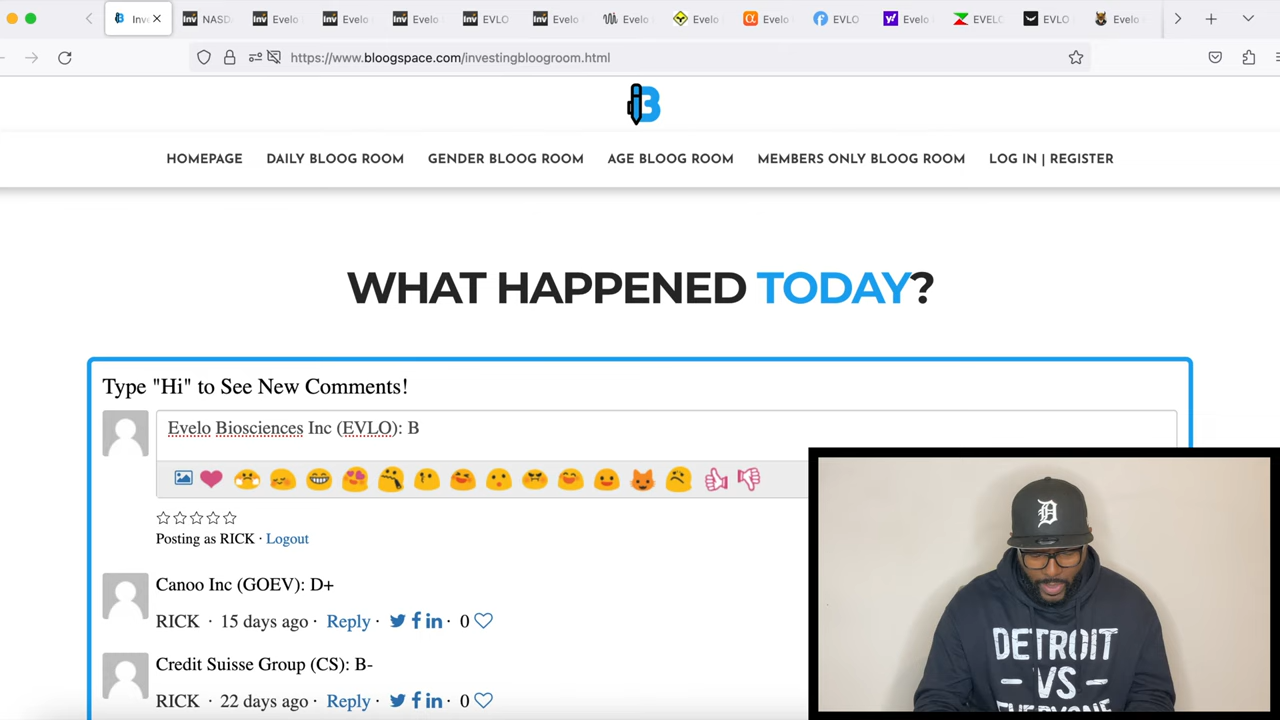 Inv
NASD
Evelo
Evelo
Evelo
EVLO
Evelo
Evelo
Evelo
Evelo
EVLO
Evelo
EVELO
EVLO
Evelo
https://www.bloogspace.com/investingbloogroom.html
B
HOMEPAGE DAILY BLOOG ROOM GENDER BLOOG ROOM AGE BLOOG ROOM MEMBERS ONLY BLOOG ROOM LOG IN | REGISTER
WHAT HAPPENED TODAY?
Type "Hi" to See New Comments!
Evelo Biosciences Inc (EVLO): B
Posting as RICK · Logout
Canoo Inc (GOEV): D+
RICK · 15 days ago · Reply · 0
Credit Suisse Group (CS): B-
RICK · 22 days ago · Reply · 0
D
DETROIT
- VS -
EVERYONE